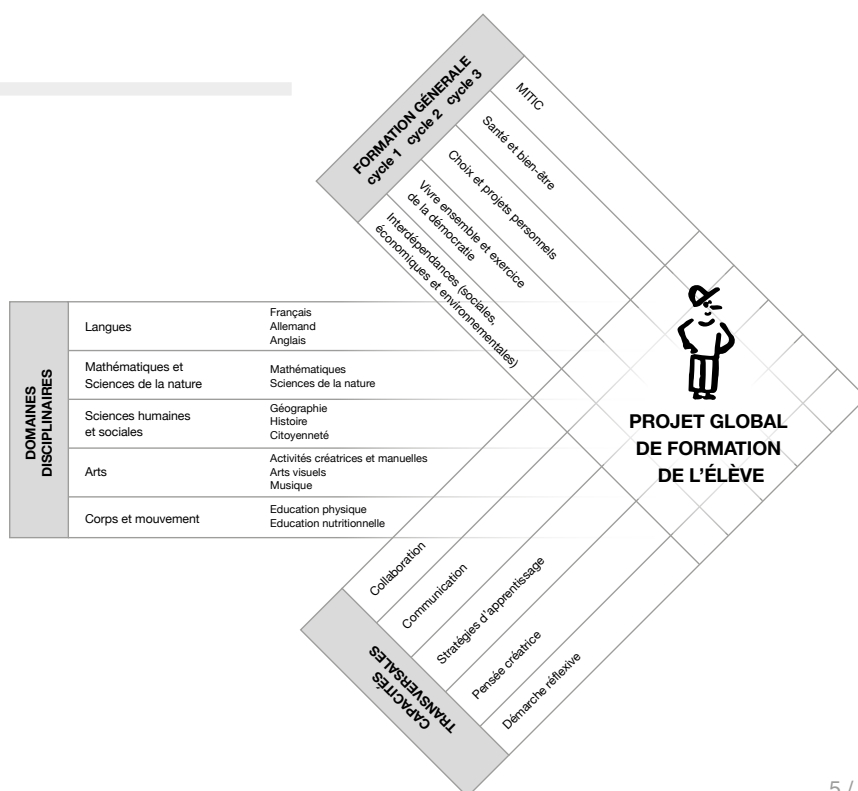 FORMATION GÉNERALE
cycle 1 cycle 2 cycle 3
MITIC
Santé et bien-être
Choix et projets personnels
Vivre ensemble et exercice
de la démocratie
Interdépendances (sociales,
économiques et environnementales)
DOMAINES
DISCIPLINAIRES
Langues
Français
Allemand
Anglais
Mathématiques et
Sciences de la nature
Mathématiques
Sciences de la nature
Sciences humaines
et sociales
Géographie
Histoire
Citoyenneté
Arts
Activités créatrices et manuelles
Arts visuels
Musique
Corps et mouvement
Education physique
Education nutritionnelle
PROJET GLOBAL
DE FORMATION
DE L'ÉLÈVE
CAPACITÉS
TRANSVERSALES
Collaboration
Communication
Stratégies d'apprentissage
Pensée créatrice
Démarche réflexive
5 /